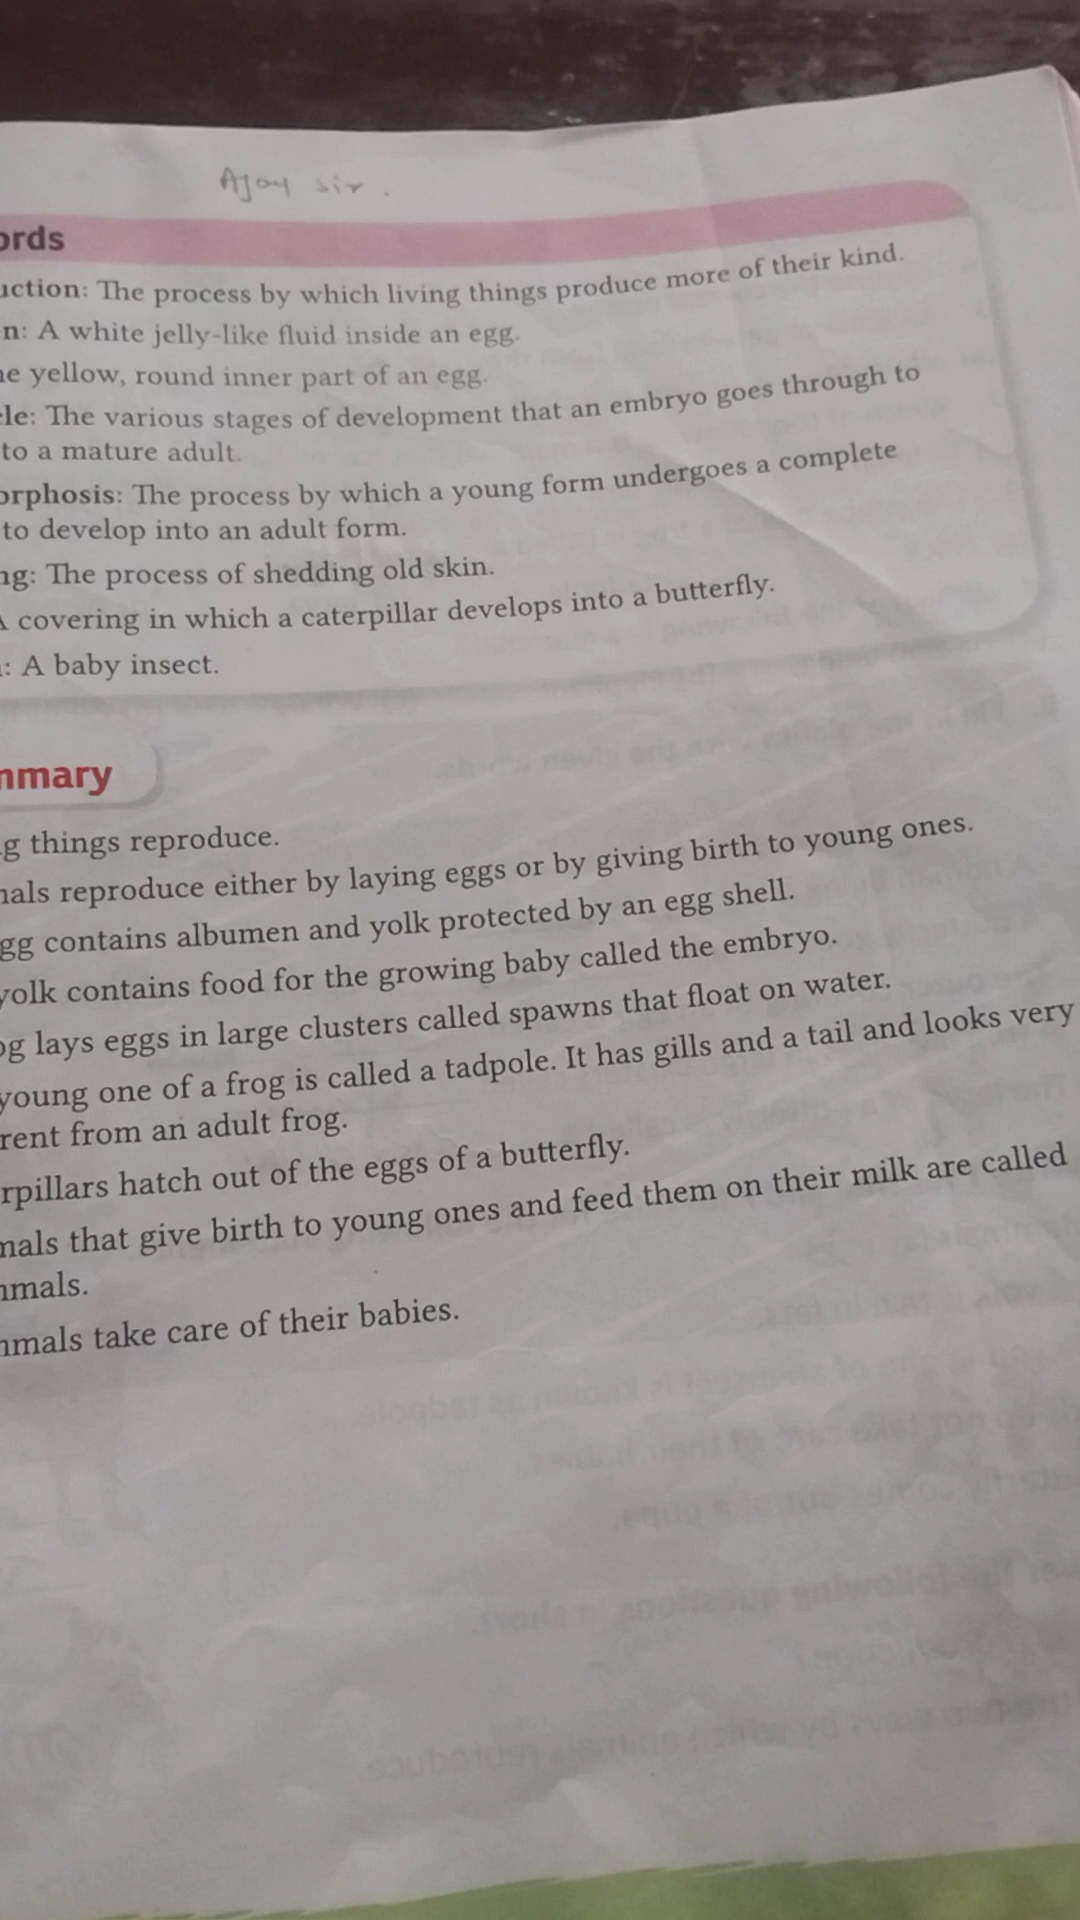 Ajay sir.
ords
uction: The process by which living things produce more of their kind.
n: A white jelly-like fluid inside an egg.
he yellow, round inner part of an egg.
cle: The various stages of development that an embryo goes through to
to a mature adult.
orphosis: The process by which a young form undergoes a complete
to develop into an adult form.
ng: The process of shedding old skin.
A covering in which a caterpillar develops into a butterfly.
: A baby insect.
mmary
g things reproduce.
nals reproduce either by laying eggs or by giving birth to young ones.
gg contains albumen and yolk protected by an egg shell.
yolk contains food for the growing baby called the embryo.
og lays eggs in large clusters called spawns that float on water.
young one of a frog is called a tadpole. It has gills and a tail and looks very
rent from an adult frog.
rpillars hatch out of the eggs of a butterfly.
mals that give birth to young ones and feed them on their milk are called
mmals.
mmals take care of their babies.